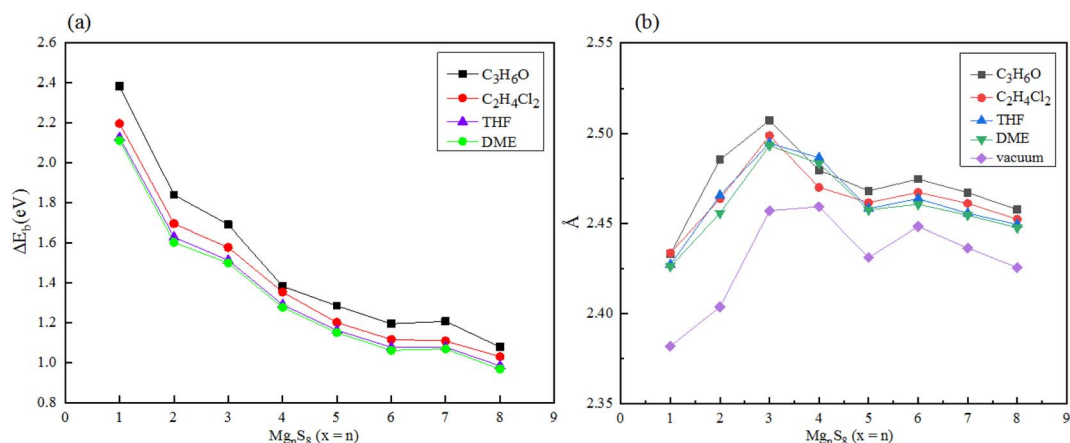 (a)
2.6
2.4
2.2
2.0
1.8
1.6
1.4
1.2
1.0
0.8
ΔE_b(eV)
C₃H₆O
C₂H₄Cl₂
THF
DME
0 1 2 3 4 5 6 7 8 9
MgₙS₈ (x = n)
(b)
2.55
2.50
2.45
2.40
2.35
Å
C₃H₆O
C₂H₄Cl₂
THF
DME
vacuum
0 1 2 3 4 5 6 7 8 9
MgₙS₈ (x = n)